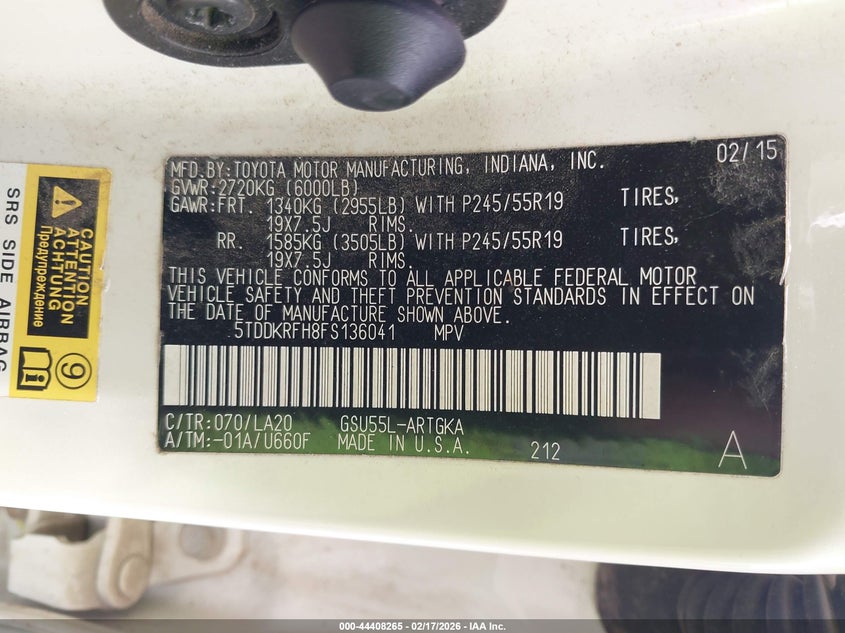 MFD.BY:TOYOTA MOTOR MANUFACTURING, INDIANA, INC. 02/15
GVWR:2720KG (6000LB)
GAWR:FRT. 1340KG (2955LB) WITH P245/55R19 TIRES,
19X7.5J RIMS.
RR. 1585KG (3505LB) WITH P245/55R19 TIRES,
19X7.5J RIMS.
THIS VEHICLE CONFORMS TO ALL APPLICABLE FEDERAL MOTOR
VEHICLE SAFETY AND THEFT PREVENTION STANDARDS IN EFFECT ON
THE DATE OF MANUFACTURE SHOWN ABOVE.
5TDDKRFH8FS136041 MPV
C/TR:070/LA20 GSU55L-ARTGKA
A/TM:-01A/U660F MADE IN U.S.A. 212 A
SRS SIDE AIRBAG
CAUTION
ATTENTION
ACHTUNG
Предупреждение
9
000-44408265 - 02/17/2026 - IAA Inc.